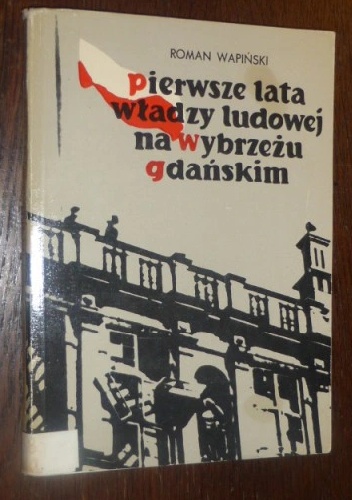 ROMAN WAPIŃSKI
pierwsze lata
władzy ludowej
na wybrzeżu
gdańskim